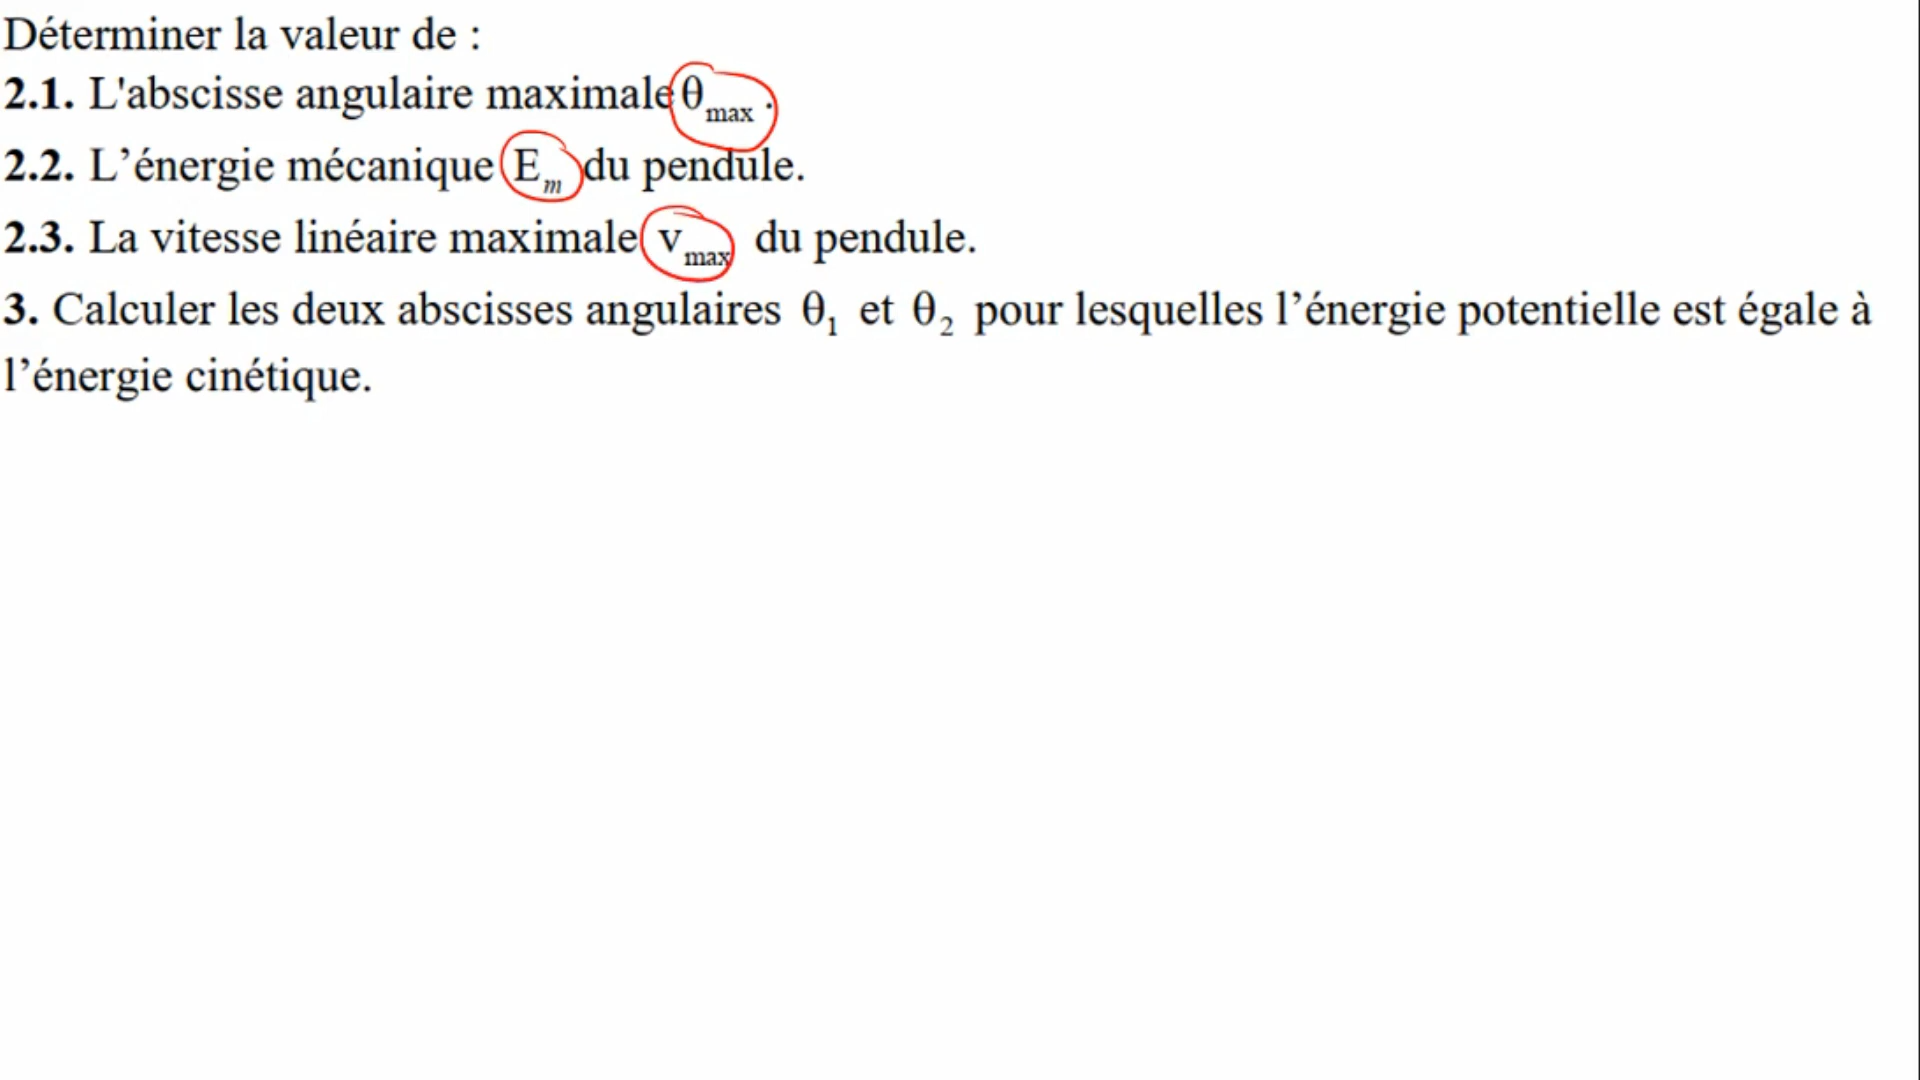 Déterminer la valeur de :
2.1. L'abscisse angulaire maximale θmax .
2.2. L’énergie mécanique Em du pendule.
2.3. La vitesse linéaire maximale vmax du pendule.
3. Calculer les deux abscisses angulaires θ1 et θ2 pour lesquelles l’énergie potentielle est égale à
l’énergie cinétique.